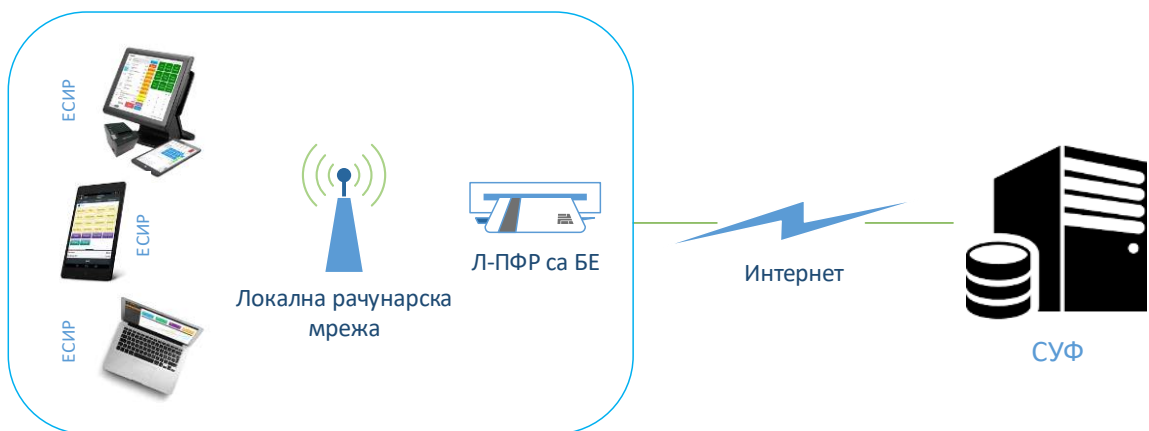 ЕСИР
ЕСИР
ЕСИР
Локална рачунарска
мрежа
Л-ПФР са БЕ
Интернет
СУФ